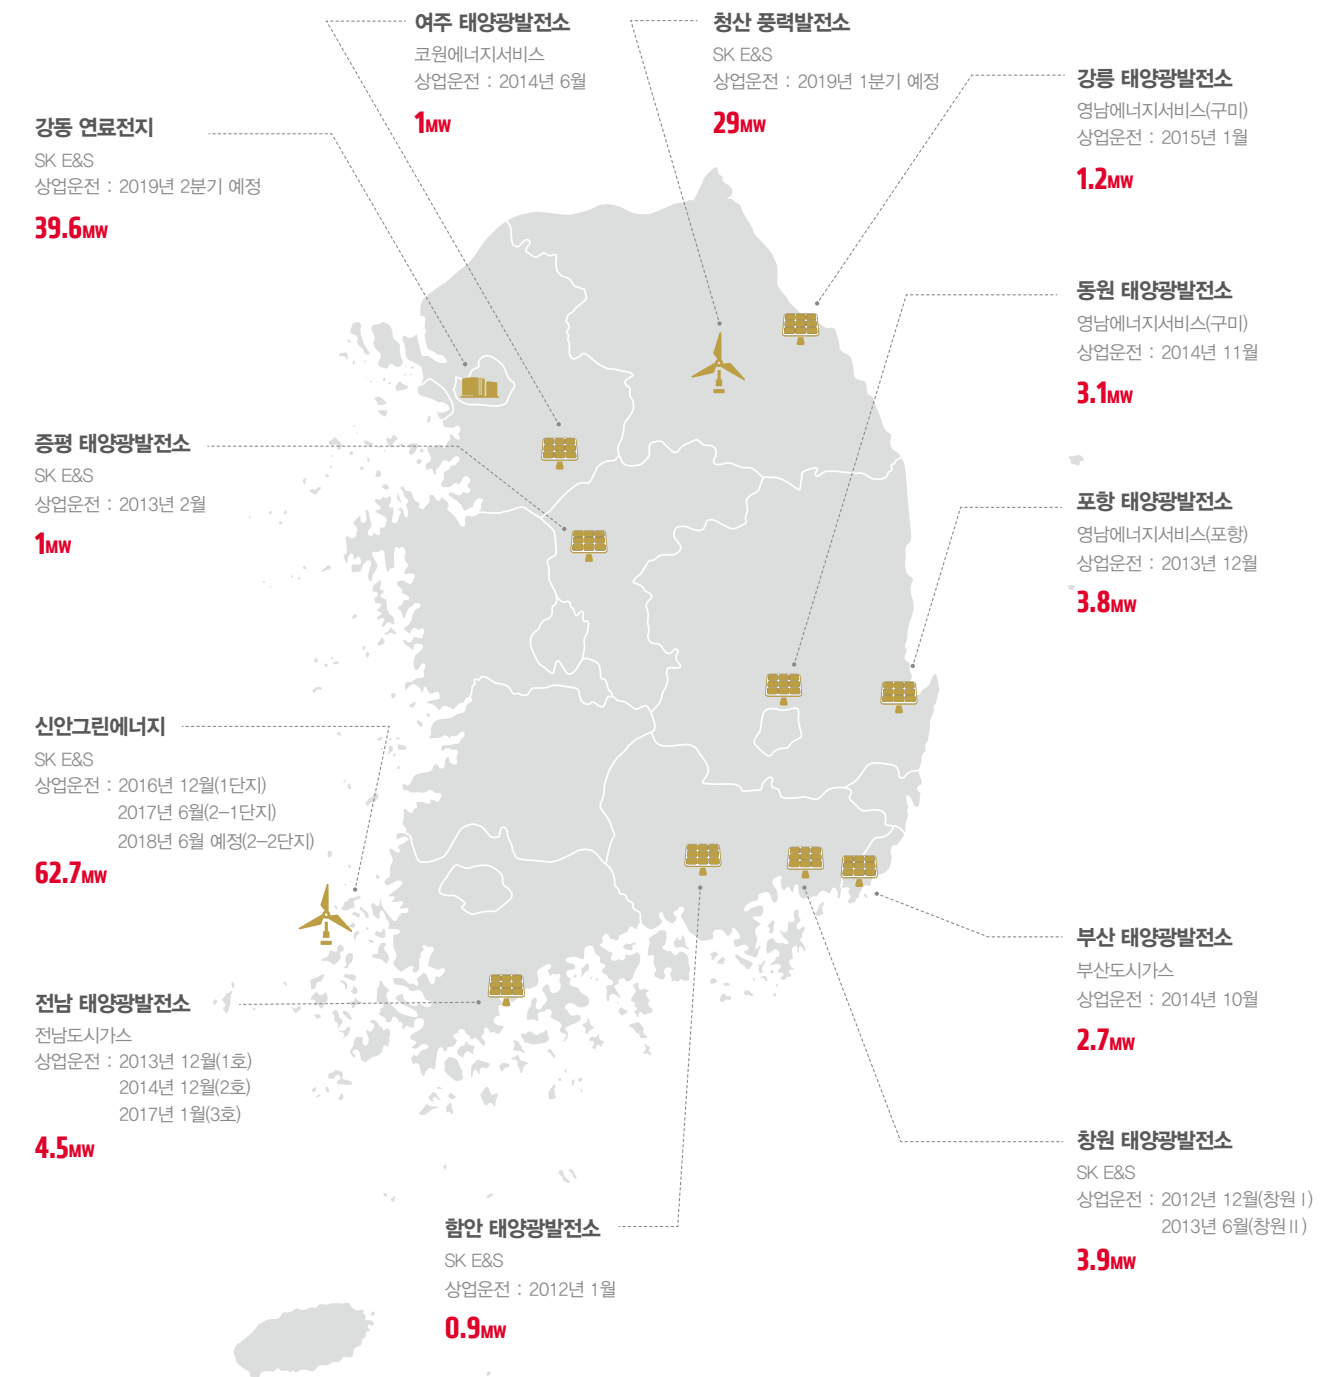 여주 태양광발전소
코원에너지서비스
상업운전 : 2014년 6월
1MW
청산 풍력발전소
SK E&S
상업운전 : 2019년 1분기 예정
29MW
강릉 태양광발전소
영남에너지서비스(구미)
상업운전 : 2015년 1월
1.2MW
강동 연료전지
SK E&S
상업운전 : 2019년 2분기 예정
39.6MW
동원 태양광발전소
영남에너지서비스(구미)
상업운전 : 2014년 11월
3.1MW
증평 태양광발전소
SK E&S
상업운전 : 2013년 2월
1MW
포항 태양광발전소
영남에너지서비스(포항)
상업운전 : 2013년 12월
3.8MW
신안그린에너지
SK E&S
상업운전 : 2016년 12월(1단지)
2017년 6월(2-1단지)
2018년 6월 예정(2-2단지)
62.7MW
부산 태양광발전소
부산도시가스
상업운전 : 2014년 10월
2.7MW
전남 태양광발전소
전남도시가스
상업운전 : 2013년 12월(1호)
2014년 12월(2호)
2017년 1월(3호)
4.5MW
창원 태양광발전소
SK E&S
상업운전 : 2012년 12월(창원Ⅰ)
2013년 6월(창원Ⅱ)
3.9MW
함안 태양광발전소
SK E&S
상업운전 : 2012년 1월
0.9MW